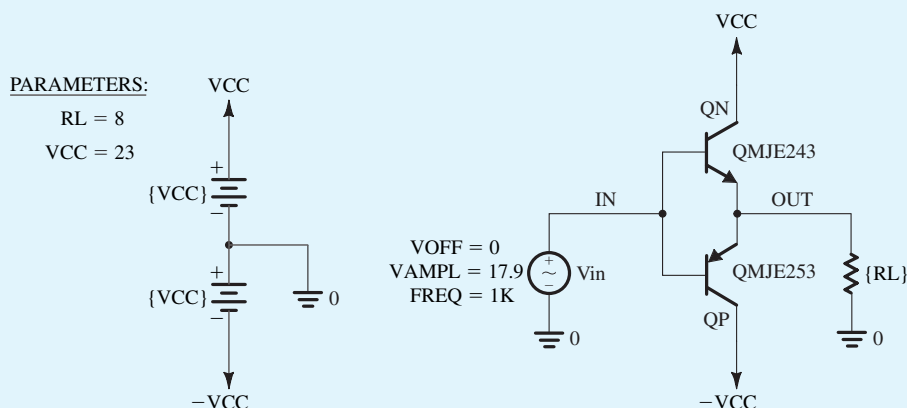 PARAMETERS:
RL = 8
VCC = 23
VCC
+
{VCC}
−
+
{VCC}
−
0
−VCC
VCC
QN
QMJE243
IN
OUT
VOFF = 0
VAMPL = 17.9
FREQ = 1K
+
~
−
Vin
0
QMJE253
QP
{RL}
0
−VCC